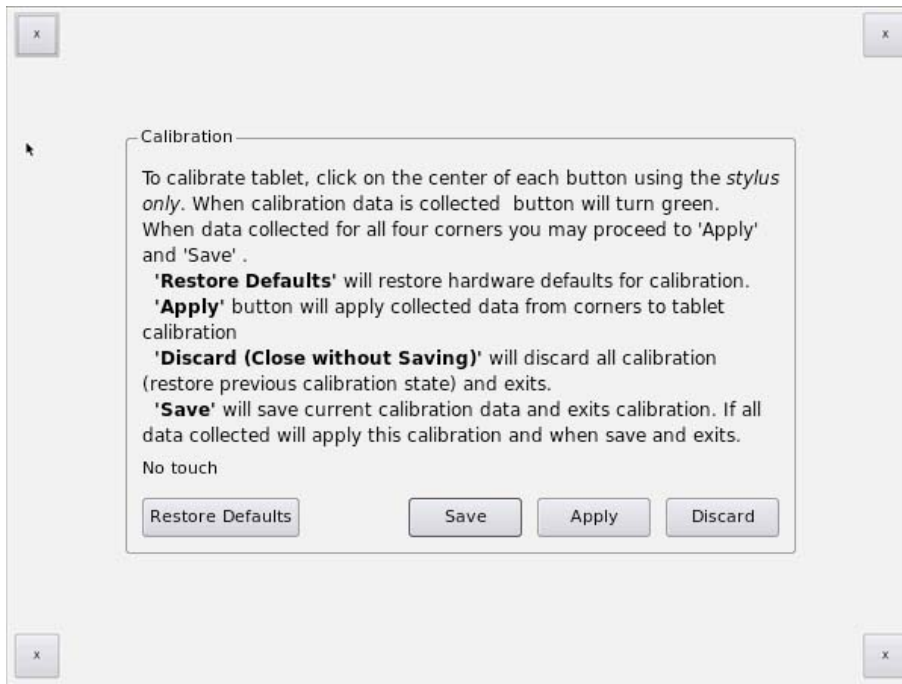 x
x
Calibration
To calibrate tablet, click on the center of each button using the stylus
only. When calibration data is collected  button will turn green.
When data collected for all four corners you may proceed to 'Apply'
and 'Save' .
'Restore Defaults' will restore hardware defaults for calibration.
'Apply' button will apply collected data from corners to tablet
calibration
'Discard (Close without Saving)' will discard all calibration
(restore previous calibration state) and exits.
'Save' will save current calibration data and exits calibration. If all
data collected will apply this calibration and when save and exits.
No touch
Restore Defaults
Save
Apply
Discard
x
x